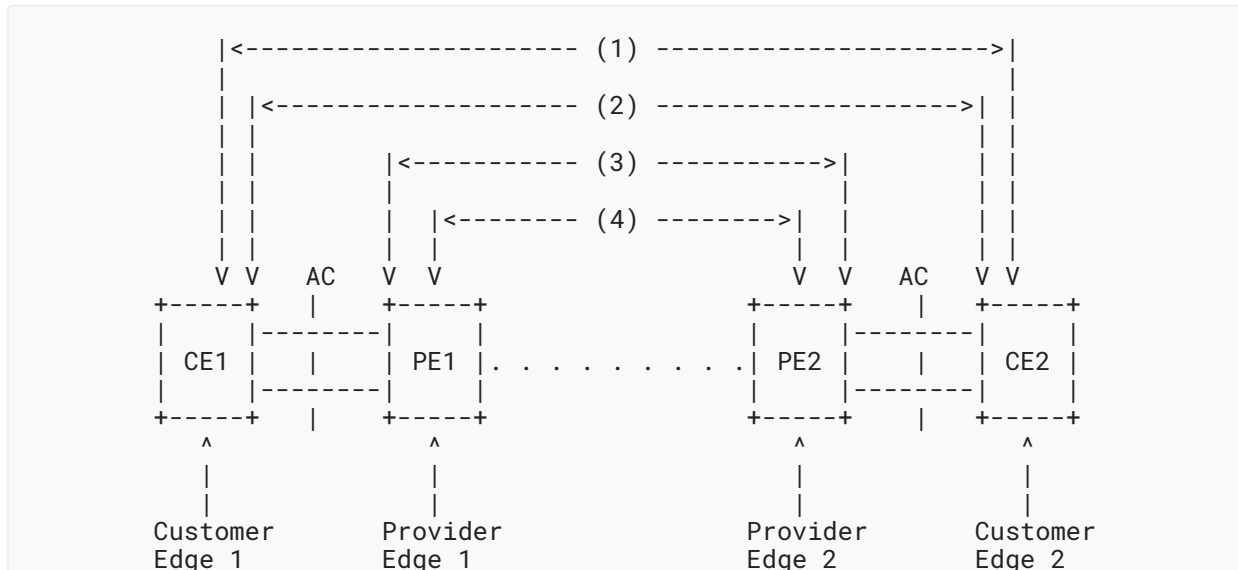 |<---------------------- (1) ---------------------->|
|                                                   |
| |<-------------------- (2) -------------------->| |
| |                                               | |
| |        |<----------- (3) ----------->|        | |
| |        |                             |        | |
| |        |  |<-------- (4) -------->|  |        | |
| |        |  |                       |  |        | |
V V   AC   V  V                       V  V   AC   V V
+-----+   |    +-----+                 +-----+    |   +-----+
|     |--------|     |                 |     |--------|     |
| CE1 |   |    | PE1 |. . . . . . . . .| PE2 |    |   | CE2 |
|     |--------|     |                 |     |--------|     |
+-----+   |    +-----+                 +-----+    |   +-----+
^              ^                       ^              ^
|              |                       |              |
|              |                       |              |
Customer       Provider                Provider       Customer
Edge 1         Edge 1                  Edge 2         Edge 2